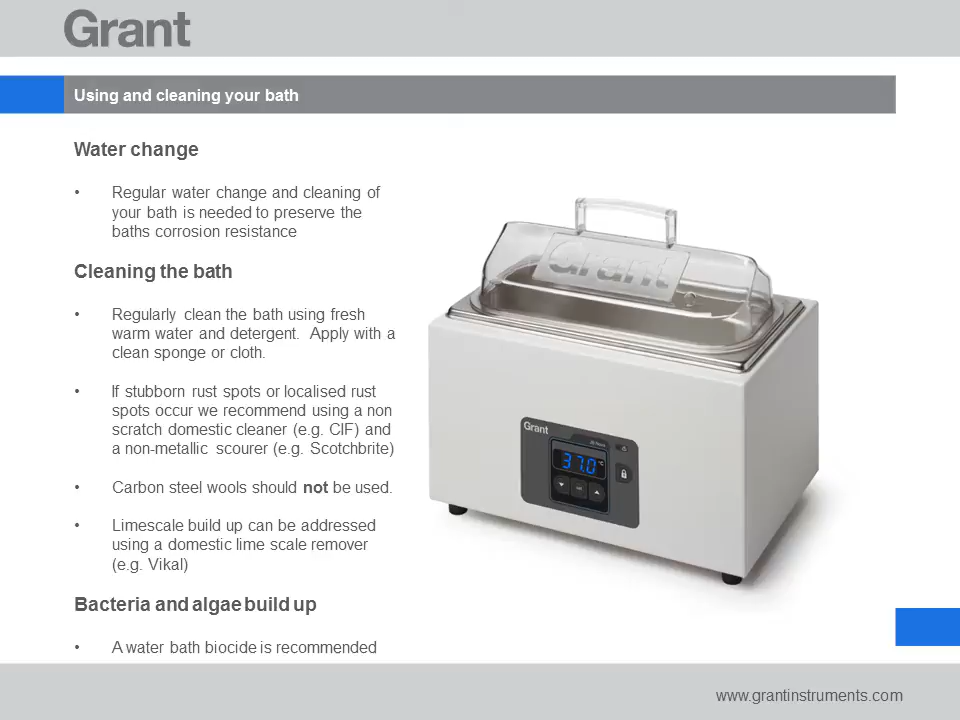 Grant
Using and cleaning your bath
Water change
• Regular water change and cleaning of
your bath is needed to preserve the
baths corrosion resistance
Cleaning the bath
• Regularly clean the bath using fresh
warm water and detergent. Apply with a
clean sponge or cloth.
• If stubborn rust spots or localised rust
spots occur we recommend using a non
scratch domestic cleaner (e.g. CIF) and
a non-metallic scourer (e.g. Scotchbrite)
• Carbon steel wools should not be used.
• Limescale build up can be addressed
using a domestic lime scale remover
(e.g. Vikal)
Bacteria and algae build up
• A water bath biocide is recommended
Grant
Grant
37.0 °C
www.grantinstruments.com